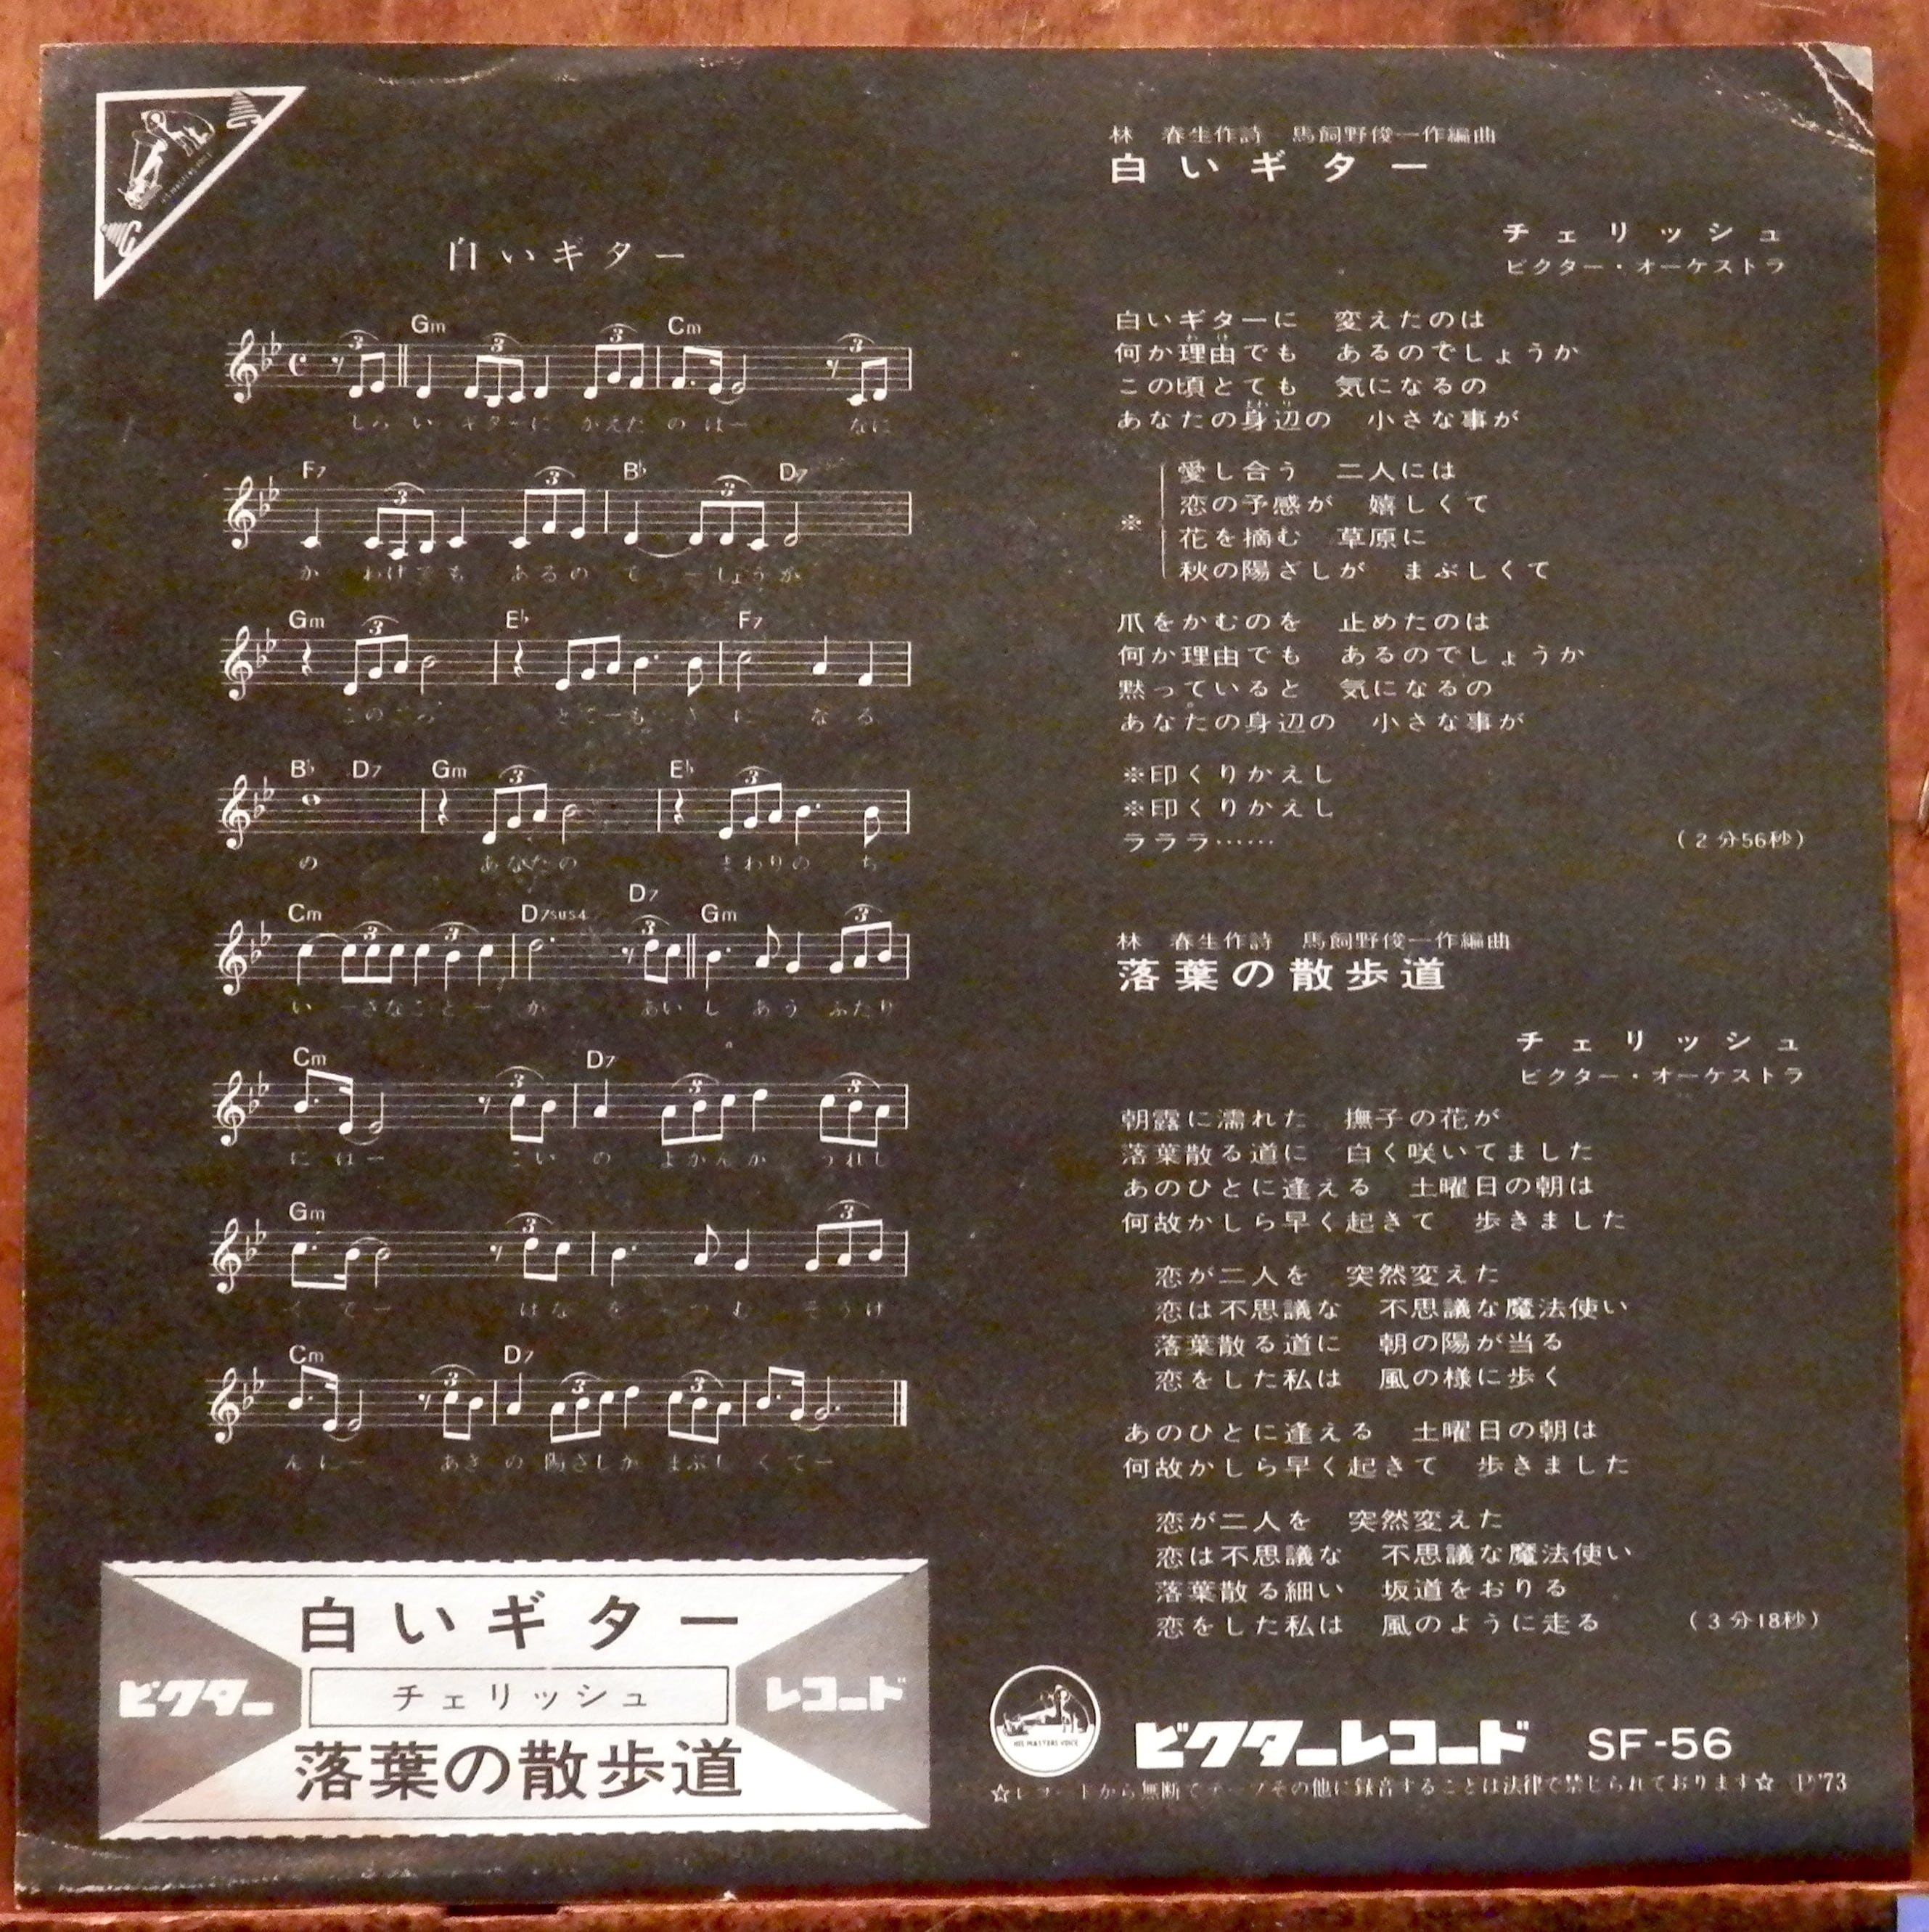 白いギター
Gm Cm
しろ い ギターに かえた の はー なに
F7 B♭ D7
か わけでも あるの で ーしょう か
Gm E♭ F7
このころ とてーも き に なる
B♭ D7 Gm E♭
の あなたの まわりの ち
Cm D7sus4 D7 Gm
い ーさなことー が あい し あう ふたり
Cm D7
に はー こい の よかんが うれし
Gm
く てー はな を つ む そうげ
Cm D7
ん にー あき の 陽ざしが まぶし くてー
白いギター
ビクター チェリッシュ レコード
落葉の散歩道
林 春生作詩 馬飼野俊一作編曲
白いギター
チェリッシュ
ビクター・オーケストラ
白いギターに 変えたのは
何か理由でも あるのでしょうか
この頃とても 気になるの
あなたの身辺の 小さな事が
愛し合う 二人には
恋の予感が 嬉しくて
※
花を摘む 草原に
秋の陽ざしが まぶしくて
爪をかむのを 止めたのは
何か理由でも あるのでしょうか
黙っていると 気になるの
あなたの身辺の 小さな事が
※印くりかえし
※印くりかえし
ラララ…… (2分56秒)
林 春生作詩 馬飼野俊一作編曲
落葉の散歩道
チェリッシュ
ビクター・オーケストラ
朝露に濡れた 撫子の花が
落葉散る道に 白く咲いてました
あのひとに逢える 土曜日の朝は
何故かしら早く起きて 歩きました
恋が二人を 突然変えた
恋は不思議な 不思議な魔法使い
落葉散る道に 朝の陽が当る
恋をした私は 風の様に歩く
あのひとに逢える 土曜日の朝は
何故かしら早く起きて 歩きました
恋が二人を 突然変えた
恋は不思議な 不思議な魔法使い
落葉散る細い 坂道をおりる
恋をした私は 風のように走る (3分18秒)
HIS MASTERS VOICE
ビクターレコード SF-56
☆レコードから無断でテープその他に録音することは法律で禁じられております☆ Ⓟ'73